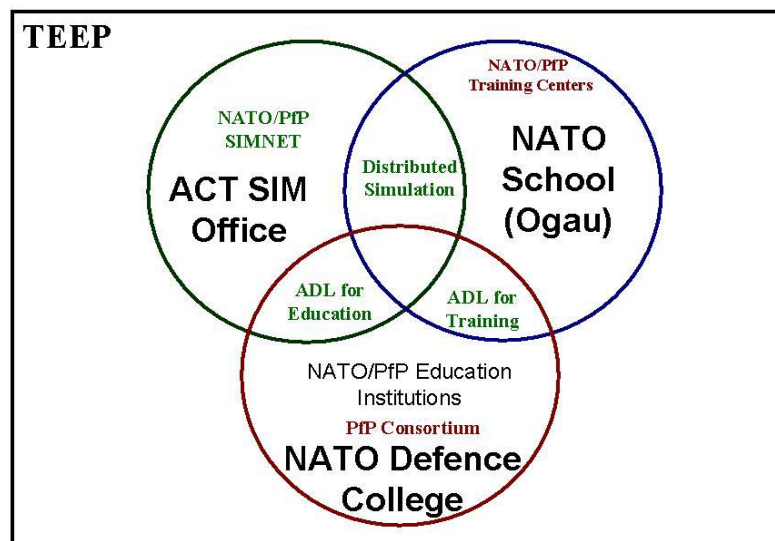 TEEP
NATO/PfP
Training Centers
NATO/PfP
SIMNET
ACT SIM
Office
Distributed
Simulation
NATO
School
(Ogau)
ADL for
Education
ADL for
Training
NATO/PfP Education
Institutions
PfP Consortium
NATO Defence
College